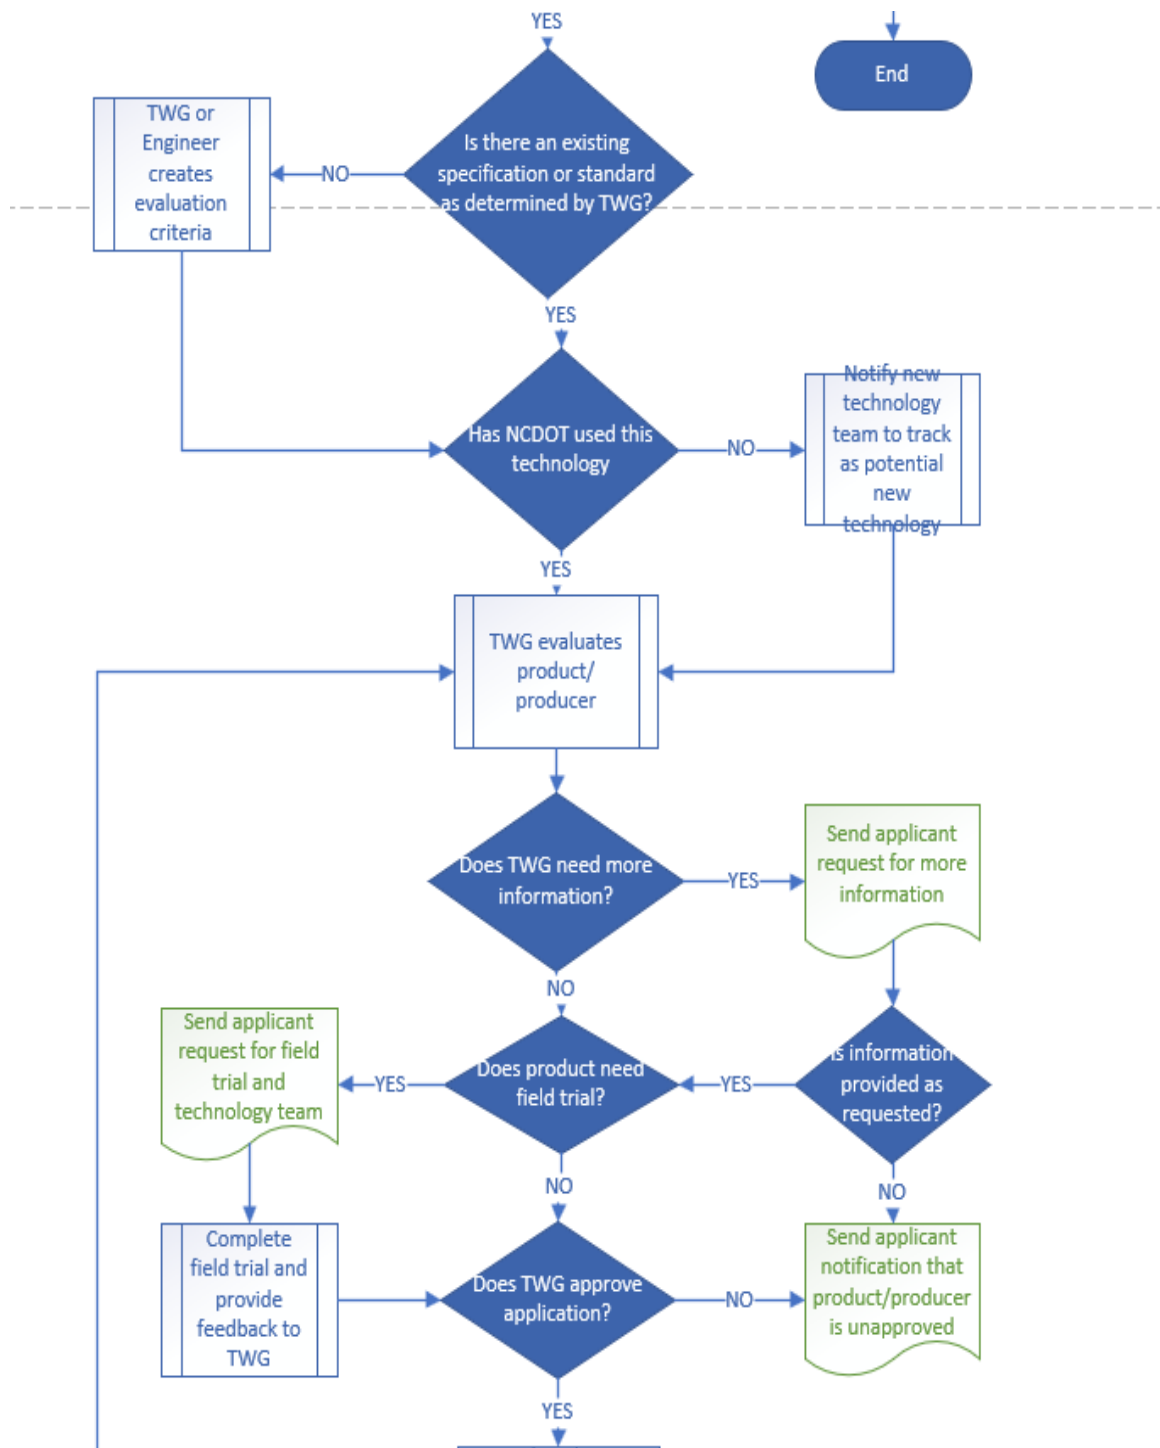 YES
End
Is there an existing
specification or standard
as determined by TWG?
NO
TWG or
Engineer
creates
evaluation
criteria
YES
Has NCDOT used this
technology
NO
Notify new
technology
team to track
as potential
new
technology
YES
TWG evaluates
product/
producer
Does TWG need more
information?
YES
Send applicant
request for more
information
NO
Is information
provided as
requested?
YES
Does product need
field trial?
YES
Send applicant
request for field
trial and
technology team
NO
NO
Complete
field trial and
provide
feedback to
TWG
Does TWG approve
application?
NO
Send applicant
notification that
product/producer
is unapproved
YES